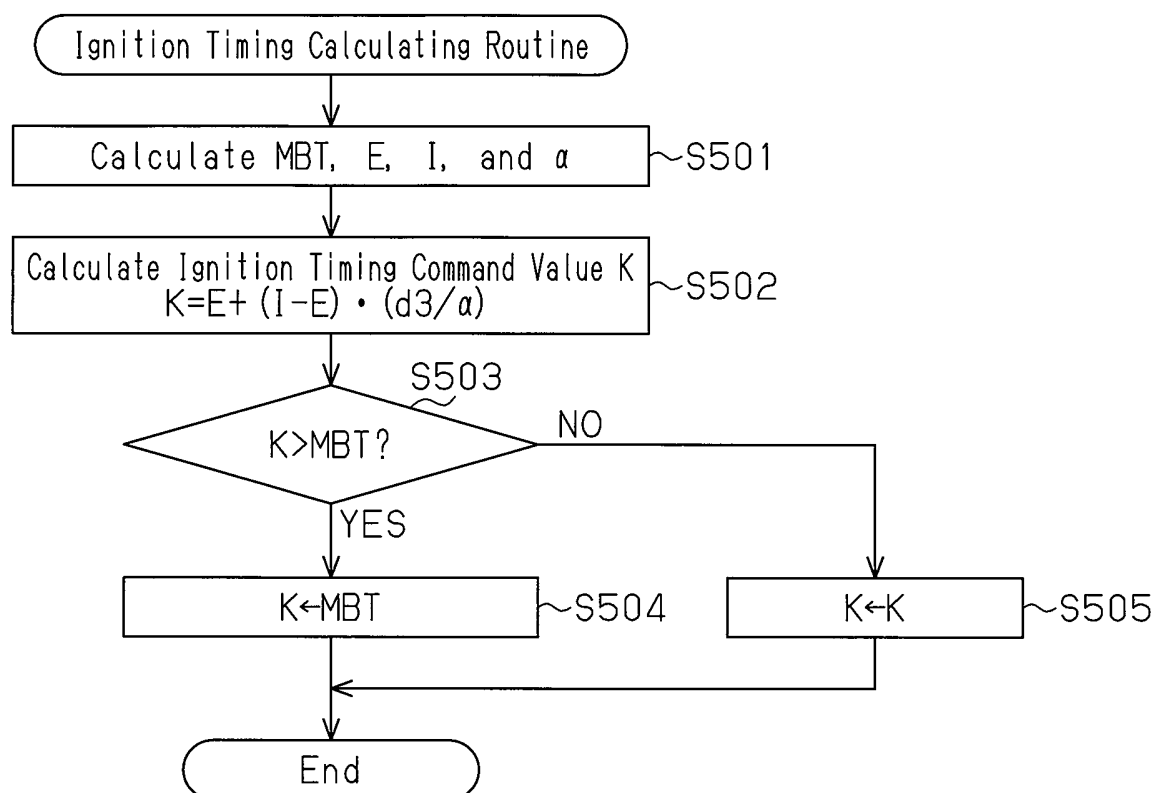 Ignition Timing Calculating Routine
Calculate MBT, E, I, and α
S501
Calculate Ignition Timing Command Value K
K=E+(I-E)·(d3/α)
S502
S503
K>MBT?
NO
YES
K←MBT
S504
K←K
S505
End